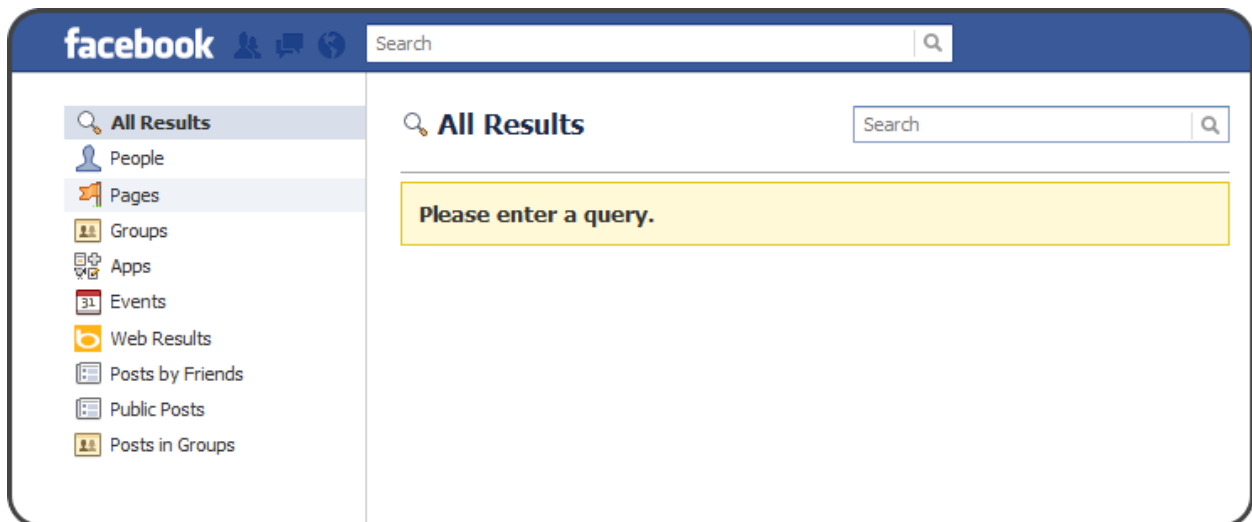 facebook
Search
All Results
People
Pages
Groups
Apps
31 Events
Web Results
Posts by Friends
Public Posts
Posts in Groups
All Results
Search
Please enter a query.